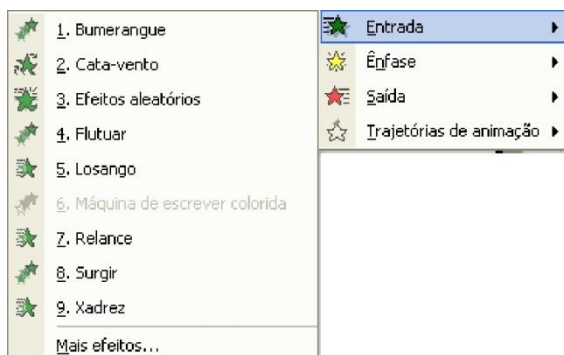 1. Bumerangue
2. Cata-vento
3. Efeitos aleatórios
4. Flutuar
5. Losango
6. Máquina de escrever colorida
7. Relance
8. Surgir
9. Xadrez
Mais efeitos...
Entrada
Ênfase
Saída
Trajetórias de animação